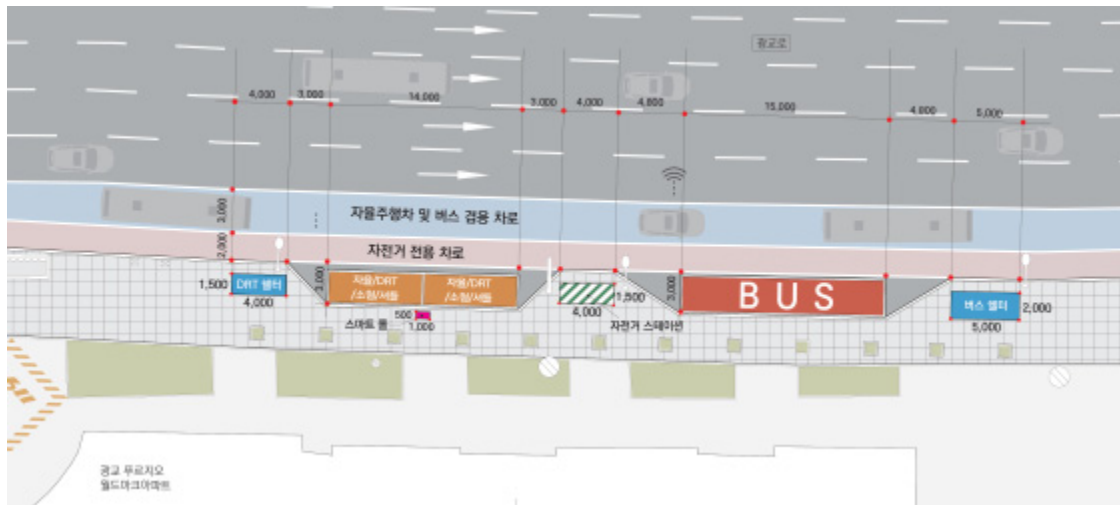 광교로
4,000 3,000 14,000 3,000 4,000 4,800 15,000 4,800 5,000
3,000
자율주행차 및 버스 겸용 차로
2,000
자전거 전용 차로
1,500
DRT 쉘터
4,000
3,000
자율/DRT
/소형/셔틀
자율/DRT
/소형/셔틀
500
1,000
스마트 폴
1,500
4,000
자전거 스테이션
3,000
BUS
버스 쉘터
2,000
5,000
광교 푸르지오
월드마크아파트